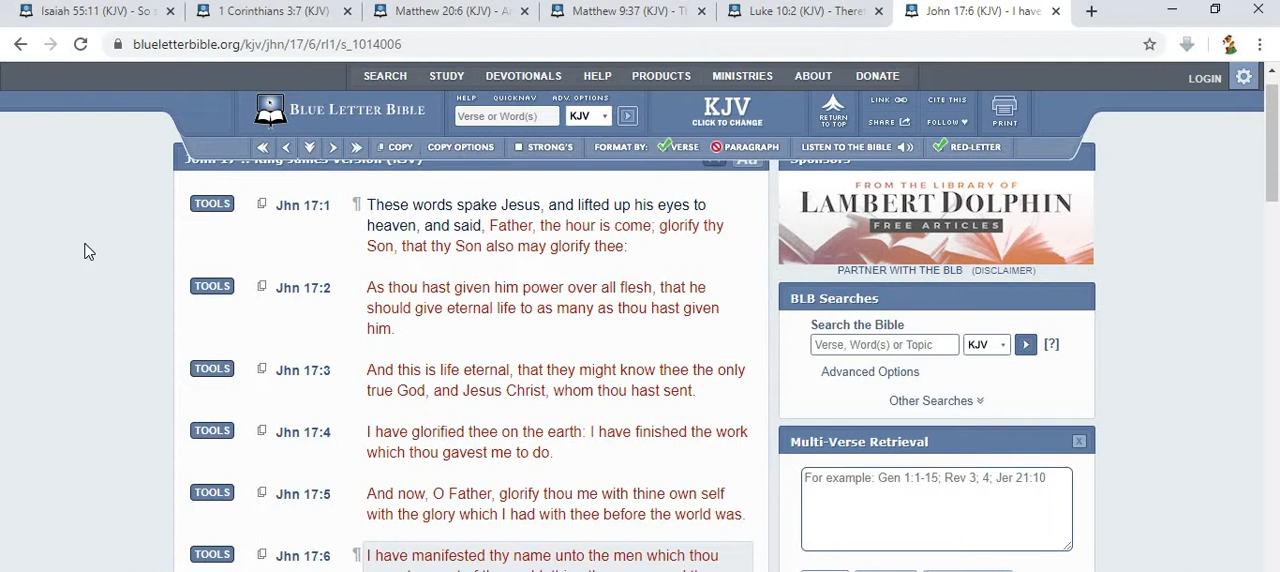 Isaiah 55:11 (KJV) - So s
1 Corinthians 3:7 (KJV)
Matthew 20:6 (KJV) - A
Matthew 9:37 (KJV) - T
Luke 10:2 (KJV) - Theref
John 17:6 (KJV) - I have
blueletterbible.org/kjv/jhn/17/6/rl1/s_1014006
SEARCH STUDY DEVOTIONALS HELP PRODUCTS MINISTRIES ABOUT DONATE LOGIN
BLUE LETTER BIBLE
HELP QUICKNAV ADV. OPTIONS
Verse or Word(s) KJV
KJV
CLICK TO CHANGE
RETURN
TO TOP
LINK CITE THIS
SHARE FOLLOW
PRINT
COPY COPY OPTIONS STRONG'S FORMAT BY: VERSE PARAGRAPH LISTEN TO THE BIBLE RED-LETTER
John 17 :: King James Version (KJV)
TOOLS Jhn 17:1 ¶ These words spake Jesus, and lifted up his eyes to
heaven, and said, Father, the hour is come; glorify thy
Son, that thy Son also may glorify thee:
TOOLS Jhn 17:2 As thou hast given him power over all flesh, that he
should give eternal life to as many as thou hast given
him.
TOOLS Jhn 17:3 And this is life eternal, that they might know thee the only
true God, and Jesus Christ, whom thou hast sent.
TOOLS Jhn 17:4 I have glorified thee on the earth: I have finished the work
which thou gavest me to do.
TOOLS Jhn 17:5 And now, O Father, glorify thou me with thine own self
with the glory which I had with thee before the world was.
TOOLS Jhn 17:6 ¶ I have manifested thy name unto the men which thou
Sponsors
FROM THE LIBRARY OF
LAMBERT DOLPHIN
FREE ARTICLES
PARTNER WITH THE BLB (DISCLAIMER)
BLB Searches
Search the Bible
Verse, Word(s) or Topic KJV [?]
Advanced Options
Other Searches
Multi-Verse Retrieval x
For example: Gen 1:1-15; Rev 3; 4; Jer 21:10